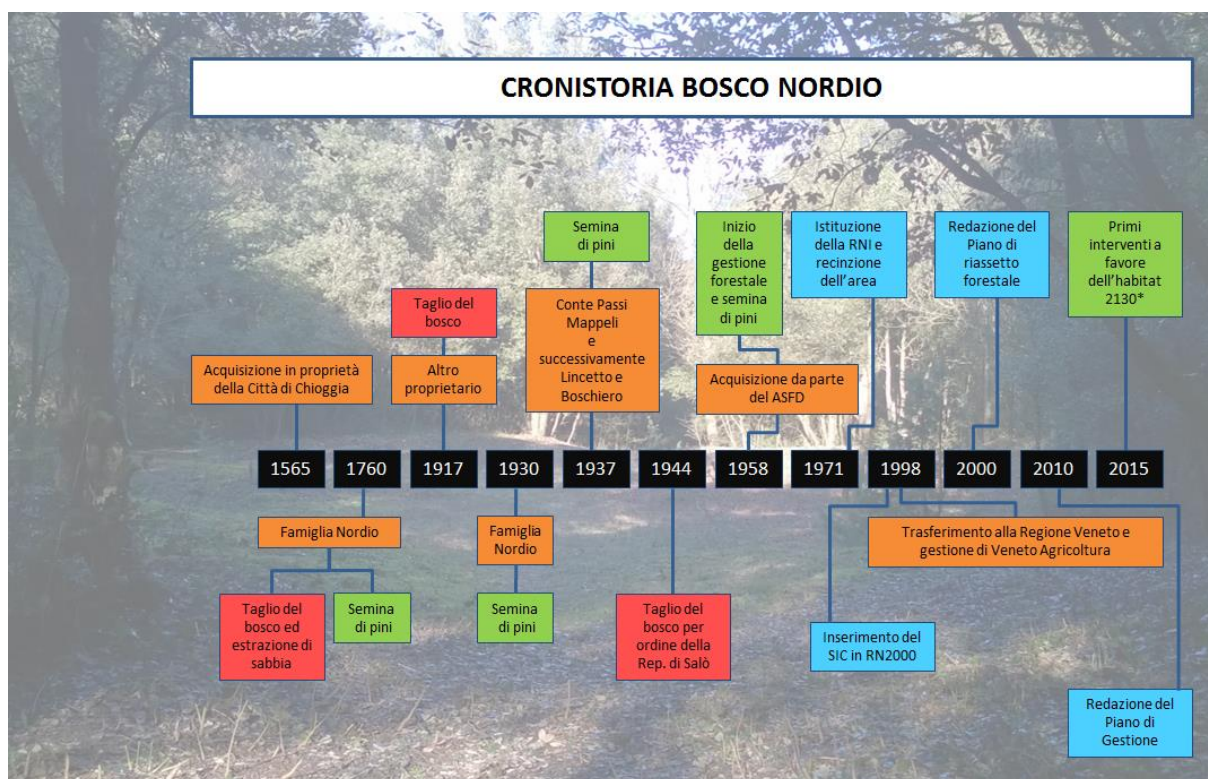 CRONISTORIA BOSCO NORDIO
Semina
di pini
Inizio
della
gestione
forestale
e semina
di pini
Istituzione
della RNI e
recinzione
dell'area
Redazione del
Piano di
riassetto
forestale
Primi
interventi a
favore
dell'habitat
2130*
Taglio del
bosco
Conte Passi
Mappeli
e
successivamente
Lincetto e
Boschiero
Acquisizione in proprietà
della Città di Chioggia
Altro
proprietario
Acquisizione da parte
del ASFD
1565
1760
1917
1930
1937
1944
1958
1971
1998
2000
2010
2015
Famiglia Nordio
Famiglia
Nordio
Trasferimento alla Regione Veneto e
gestione di Veneto Agricoltura
Taglio del
bosco ed
estrazione di
sabbia
Semina
di pini
Semina
di pini
Taglio del
bosco per
ordine della
Rep. di Salò
Inserimento del
SIC in RN2000
Redazione del
Piano di
Gestione